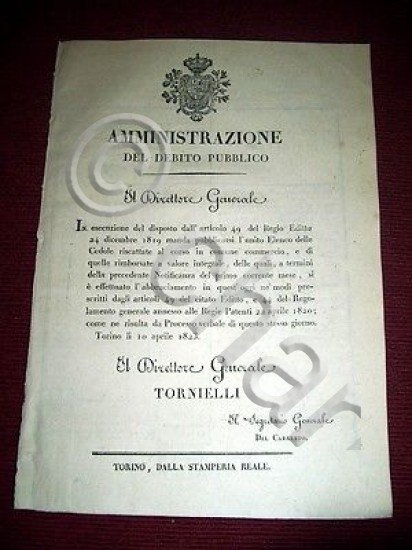 AMMINISTRAZIONE
DEL DEBITO PUBBLICO
Il Direttore Generale
IN esecuzione del disposto dall'articolo 49 del Regio Editto
24 dicembre 1819 manda pubblicarsi l'unito Elenco delle
Cedole riscattate al corso in comune commercio, e di
quelle rimborsate a valore integrale, delle quali, a termini
della precedente Notificanza del primo corrente mese, si
è effettuato l'abbruciamento in quest'oggi ne' modi pre-
scritti dagli articoli 48 del citato Editto, e del Rego-
lamento generale annesso alle Regie Patenti 22 aprile 1820;
come ne risulta da Processo verbale di questo stesso giorno.
Torino li 10 aprile 1823.
Il Direttore Generale
TORNIELLI
Il Segretario Generale
DEL CARRETTO.
TORINO, DALLA STAMPERIA REALE.